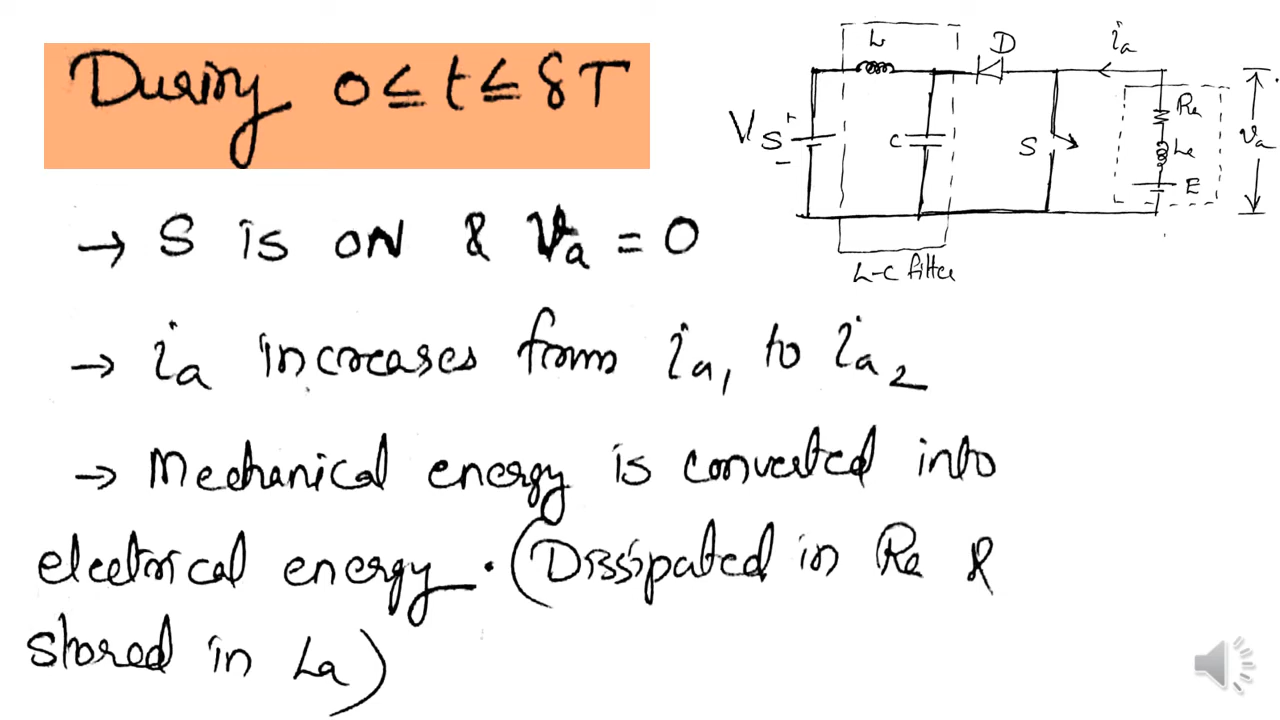 During 0 ≤ t ≤ δT
→ S is ON & Va = 0
→ ia increases from ia1 to ia2
→ Mechanical energy is converted into
electrical energy. (Dissipated in Ra &
stored in La)
L
D
ia
VS
+
-
C
S
Ra
La
E
va
L-C filter